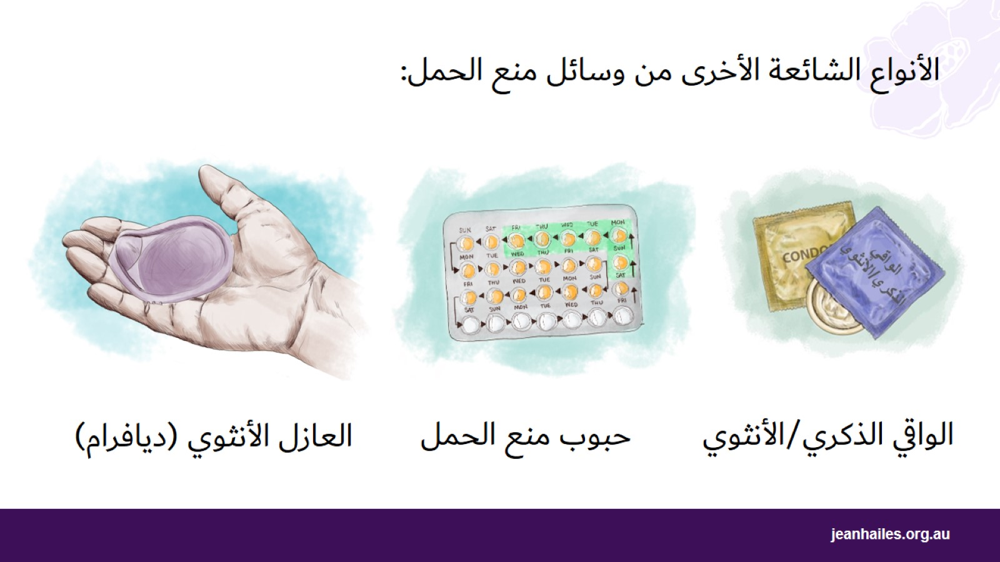 الأنواع الشائعة الأخرى من وسائل منع الحمل:
CONDO
الواقي
الذكري/الأنثوي
SUN SAT FRI THU WED TUE MON
MON TUE WED THU FRI SAT SUN
FRI THU WED TUE MON SUN SAT
SAT SUN MON TUE WED THU FRI
الواقي الذكري/الأنثوي
حبوب منع الحمل
العازل الأنثوي (ديافرام)
jeanhailes.org.au